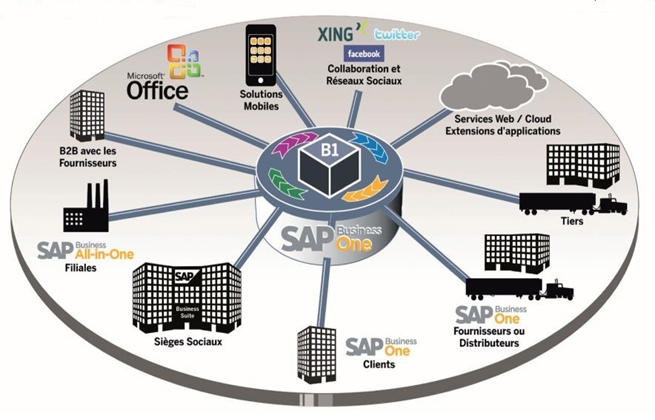 XING twitter
facebook
Collaboration et
Réseaux Sociaux
Microsoft
Office
Solutions
Mobiles
Services Web / Cloud
Extensions d'applications
B2B avec les
Fournisseurs
B1
SAP Business One
Tiers
SAP Business All-in-One
Filiales
SAP
Business
Suite
Sièges Sociaux
SAP Business One
Clients
SAP Business One
Fournisseurs ou
Distributeurs